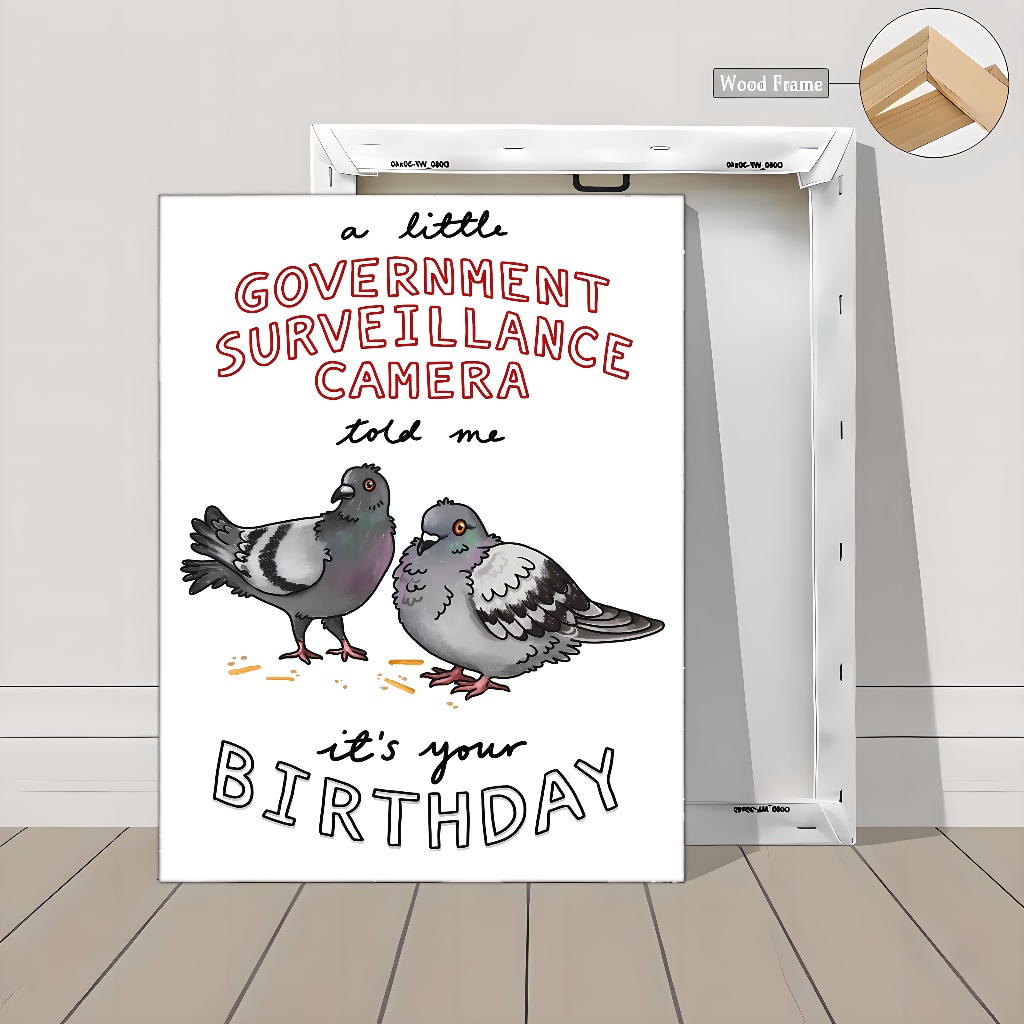 Wood Frame
a little
GOVERNMENT
SURVEILLANCE
CAMERA
told me
it's your
BIRTHDAY